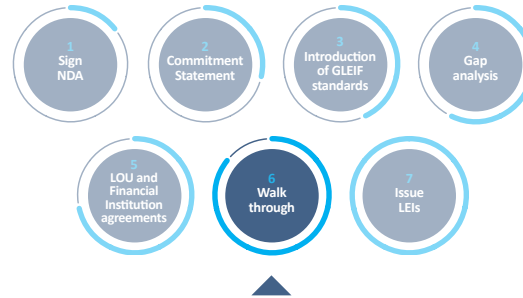 1
Sign
NDA
2
Commitment
Statement
3
Introduction
of GLEIF
standards
4
Gap
analysis
5
LOU and
Financial
Institution
agreements
6
Walk
through
7
Issue
LEIs